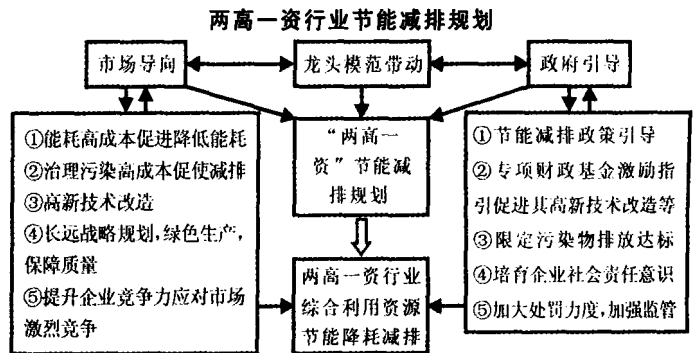 两高一资行业节能减排规划
市场导向
龙头模范带动
政府引导
①能耗高成本促进降低能耗
②治理污染高成本促使减排
③高新技术改造
④长远战略规划,绿色生产,
保障质量
⑤提升企业竞争力应对市场
激烈竞争
“两高一
资”节能减
排规划
两高一资行业
综合利用资源
节能降耗减排
①节能减排政策引导
②专项财政基金激励指
引促进其高新技术改造等
③限定污染物排放达标
④培育企业社会责任意识
⑤加大处罚力度,加强监管